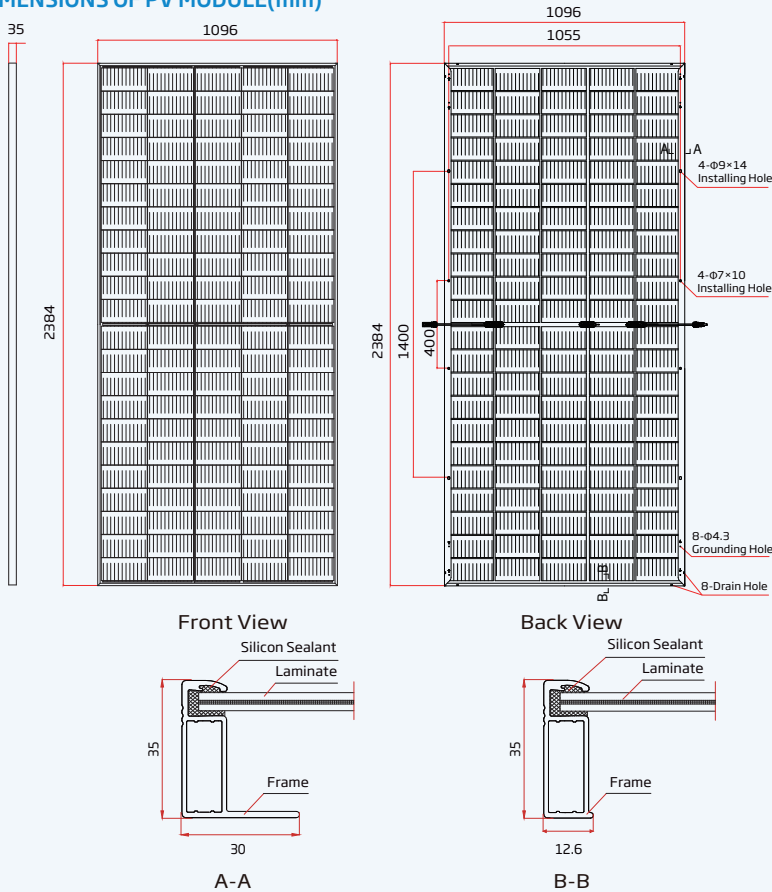 MENSIONS OF PV MODULE(mm)
35
1096
2384
Front View
1096
1055
A
A
4-Φ9×14
Installing Hole
4-Φ7×10
Installing Hole
2384
1400
400
8-Φ4.3
Grounding Hole
B
B
8-Drain Hole
Back View
Silicon Sealant
Laminate
35
Frame
30
A-A
Silicon Sealant
Laminate
35
Frame
12.6
B-B